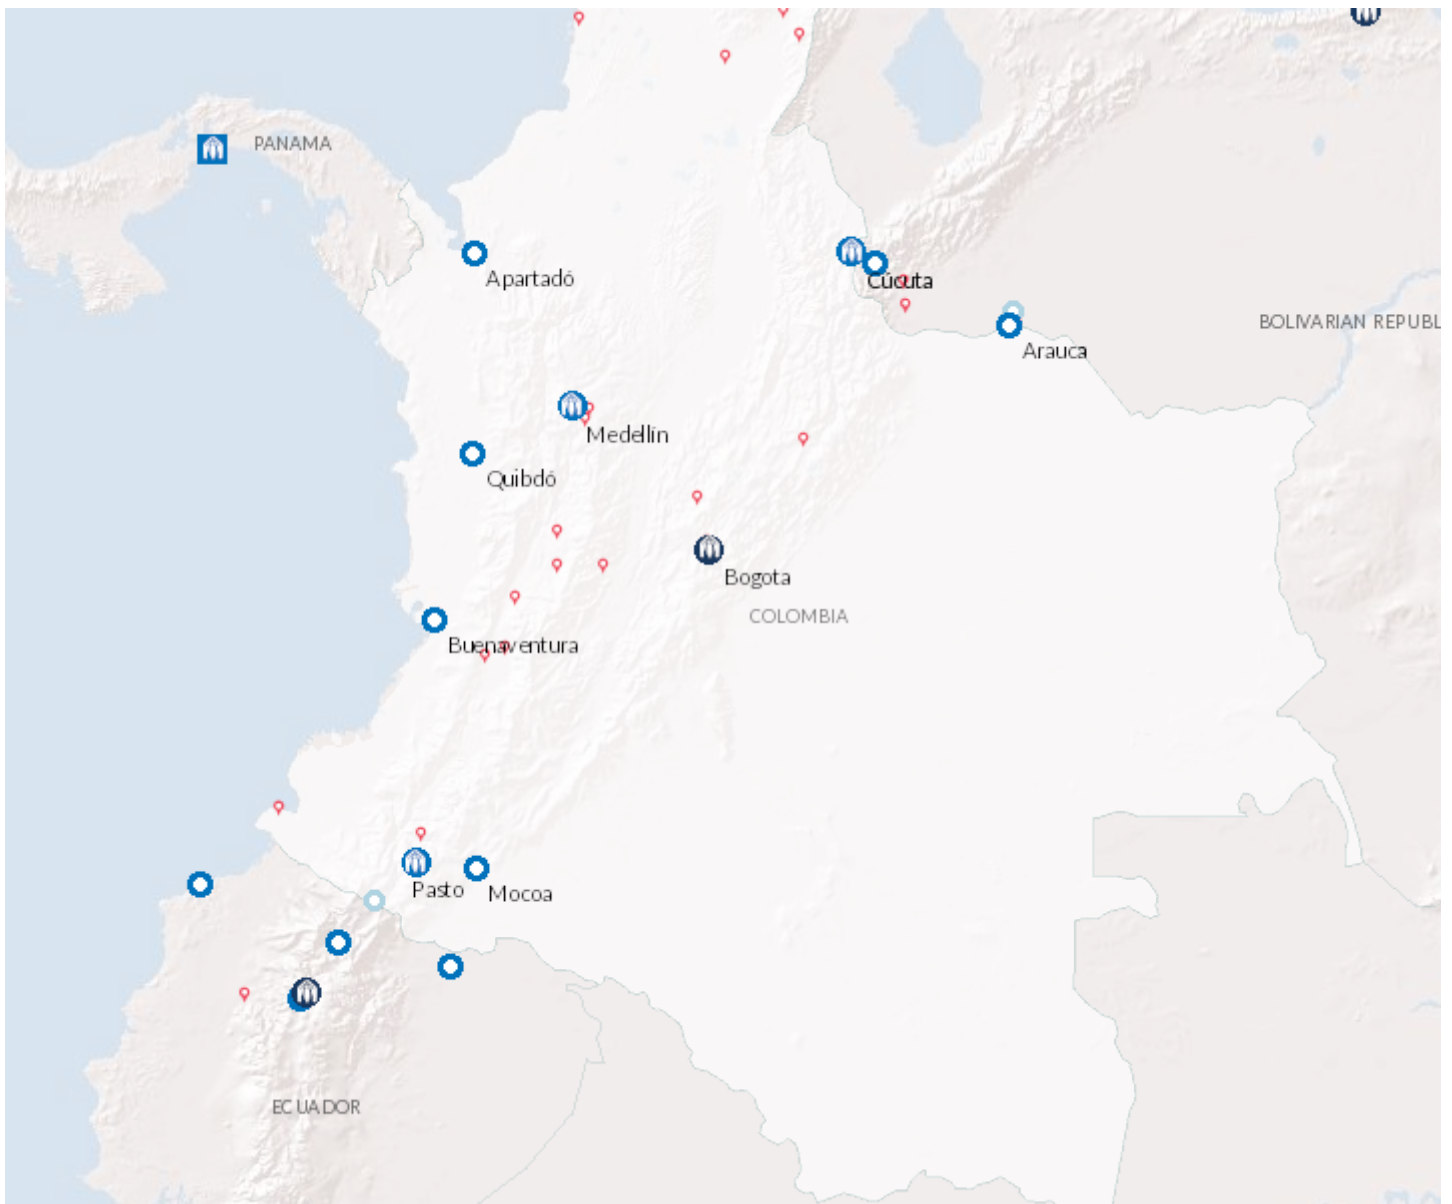 PANAMA
Apartadó
Cúcuta
BOLIVARIAN REPUBL
Arauca
Medellín
Quibdó
Bogota
COLOMBIA
Buenaventura
Pasto
Mocoa
ECUADOR